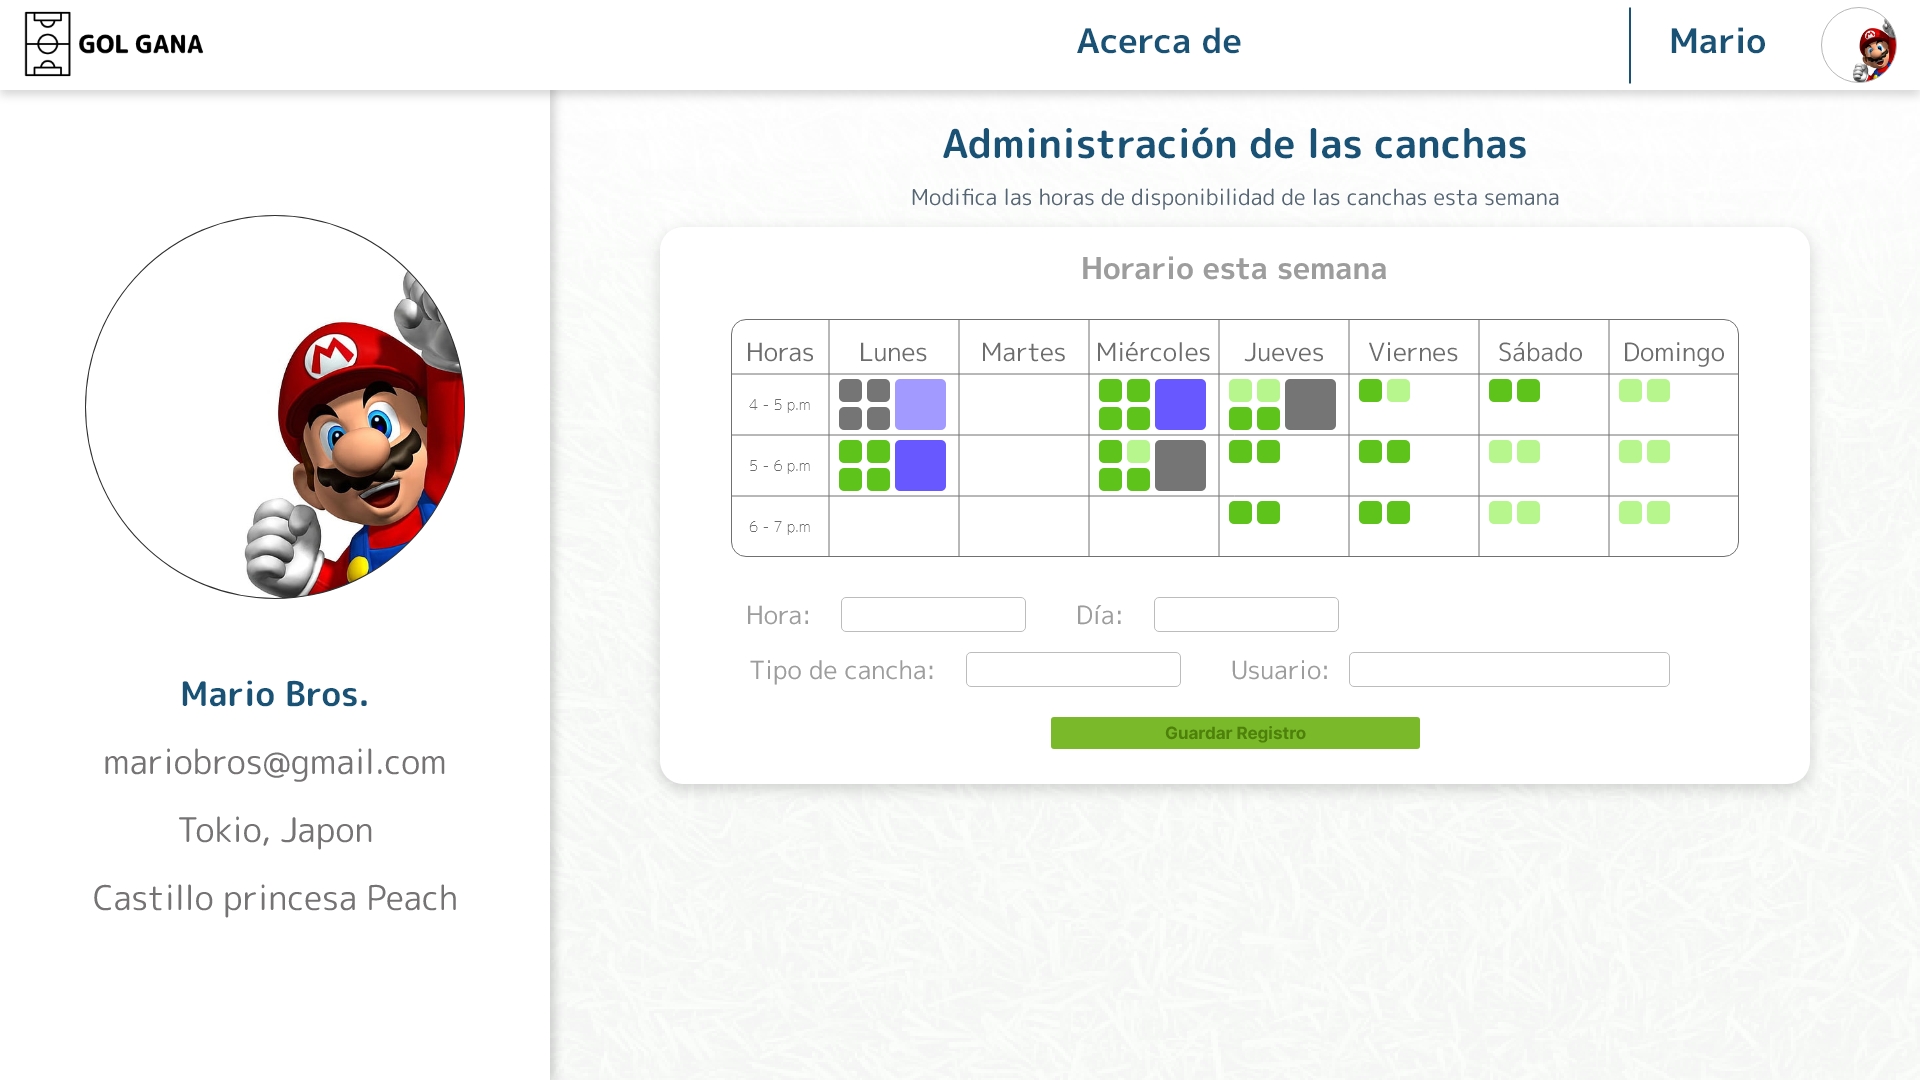 GOL GANA
Acerca de
Mario
Mario Bros.
mariobros@gmail.com
Tokio, Japon
Castillo princesa Peach
Administración de las canchas
Modifica las horas de disponibilidad de las canchas esta semana
Horario esta semana
Horas Lunes Martes Miércoles Jueves Viernes Sábado Domingo
4 - 5 p.m
5 - 6 p.m
6 - 7 p.m
Hora: Día:
Tipo de cancha: Usuario:
Guardar Registro